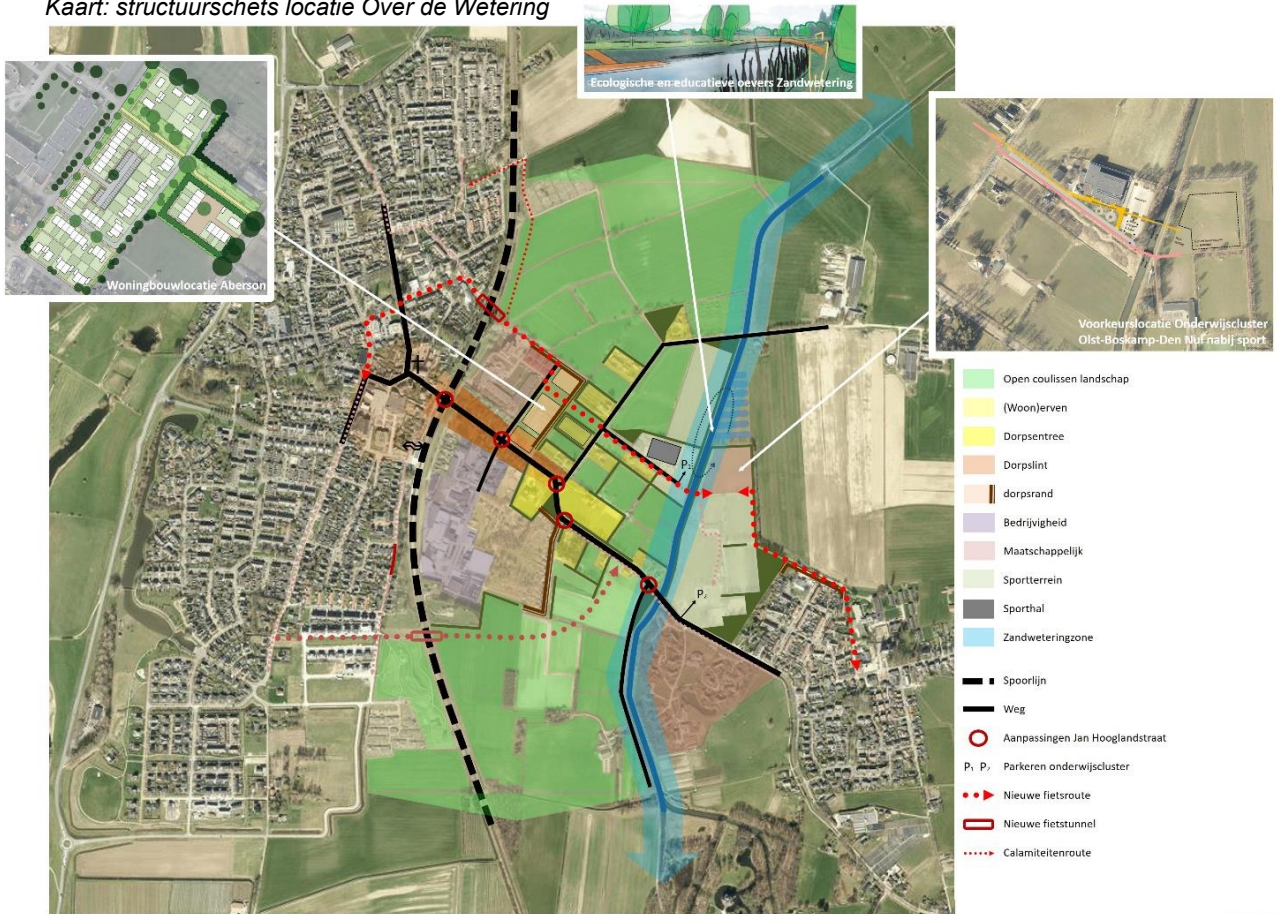 Kaart: structuurschets locatie Over de Wetering
Woningbouwlocatie Aberson
Ecologische en educatieve oevers Zandwetering
Voorkeurslocatie Onderwijscluster
Olst-Boskamp-Den Nul nabij sport
P₁
P₂
Open coulissen landschap
(Woon)erven
Dorpsentree
Dorpslint
dorpsrand
Bedrijvigheid
Maatschappelijk
Sportterrein
Sporthal
Zandweteringzone
Spoorlijn
Weg
Aanpassingen Jan Hooglandstraat
P₁ P₂ Parkeren onderwijscluster
Nieuwe fietsroute
Nieuwe fietstunnel
Calamiteitenroute